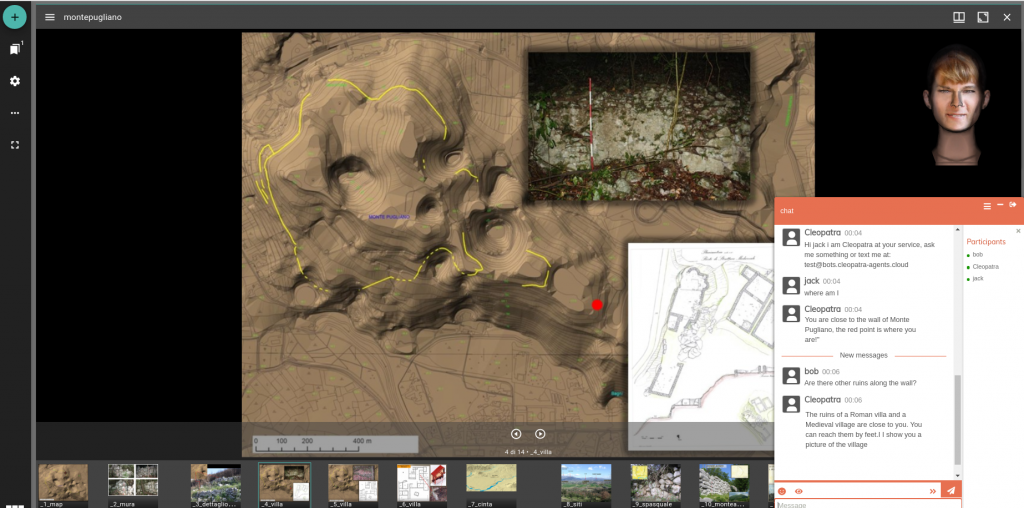 montepugliano
1
MONTE PUGLIANO
0 100 200 400 m
4 di 14 • _4_villa
_1_map
_2_mura
_3_dettaglio...
_4_villa
_5_villa
_6_villa
_7_cinta
_8_siti
_9_spasquale
_10_montea...
chat
Cleopatra 00:04
Hi jack i am Cleopatra at your service, ask
me something or text me at:
test@bots.cleopatra-agents.cloud
jack 00:04
where am I
Cleopatra 00:04
You are close to the wall of Monte
Pugliano, the red point is where you
are!"
New messages
bob 00:06
Are there other ruins along the wall?
Cleopatra 00:06
The ruins of a Roman villa and a
Medieval village are close to you. You
can reach them by feet.I I show you a
picture of the village
Message
Participants
bob
Cleopatra
jack